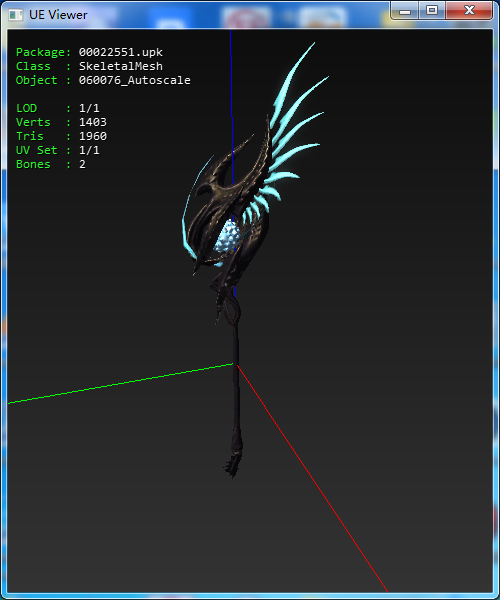 UE Viewer
Package: 00022551.upk
Class : SkeletalMesh
Object : 060076_Autoscale
LOD : 1/1
Verts : 1403
Tris : 1960
UV Set : 1/1
Bones : 2